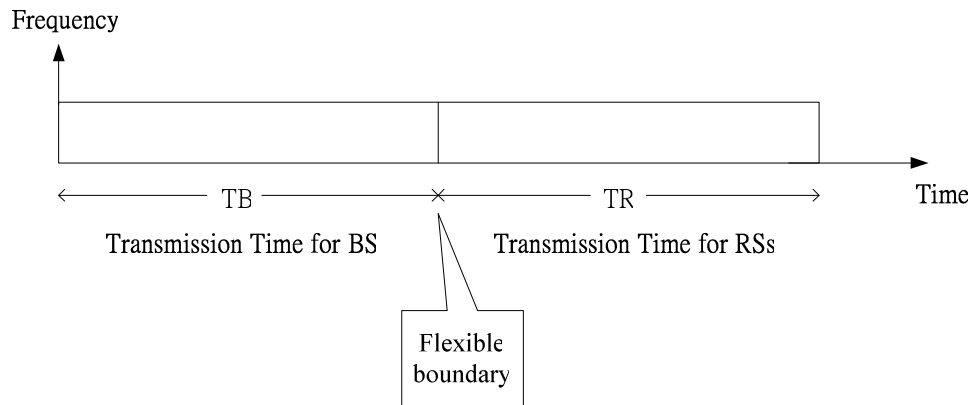 Frequency
TB
TR
Time
Transmission Time for BS
Transmission Time for RSs
Flexible
boundary